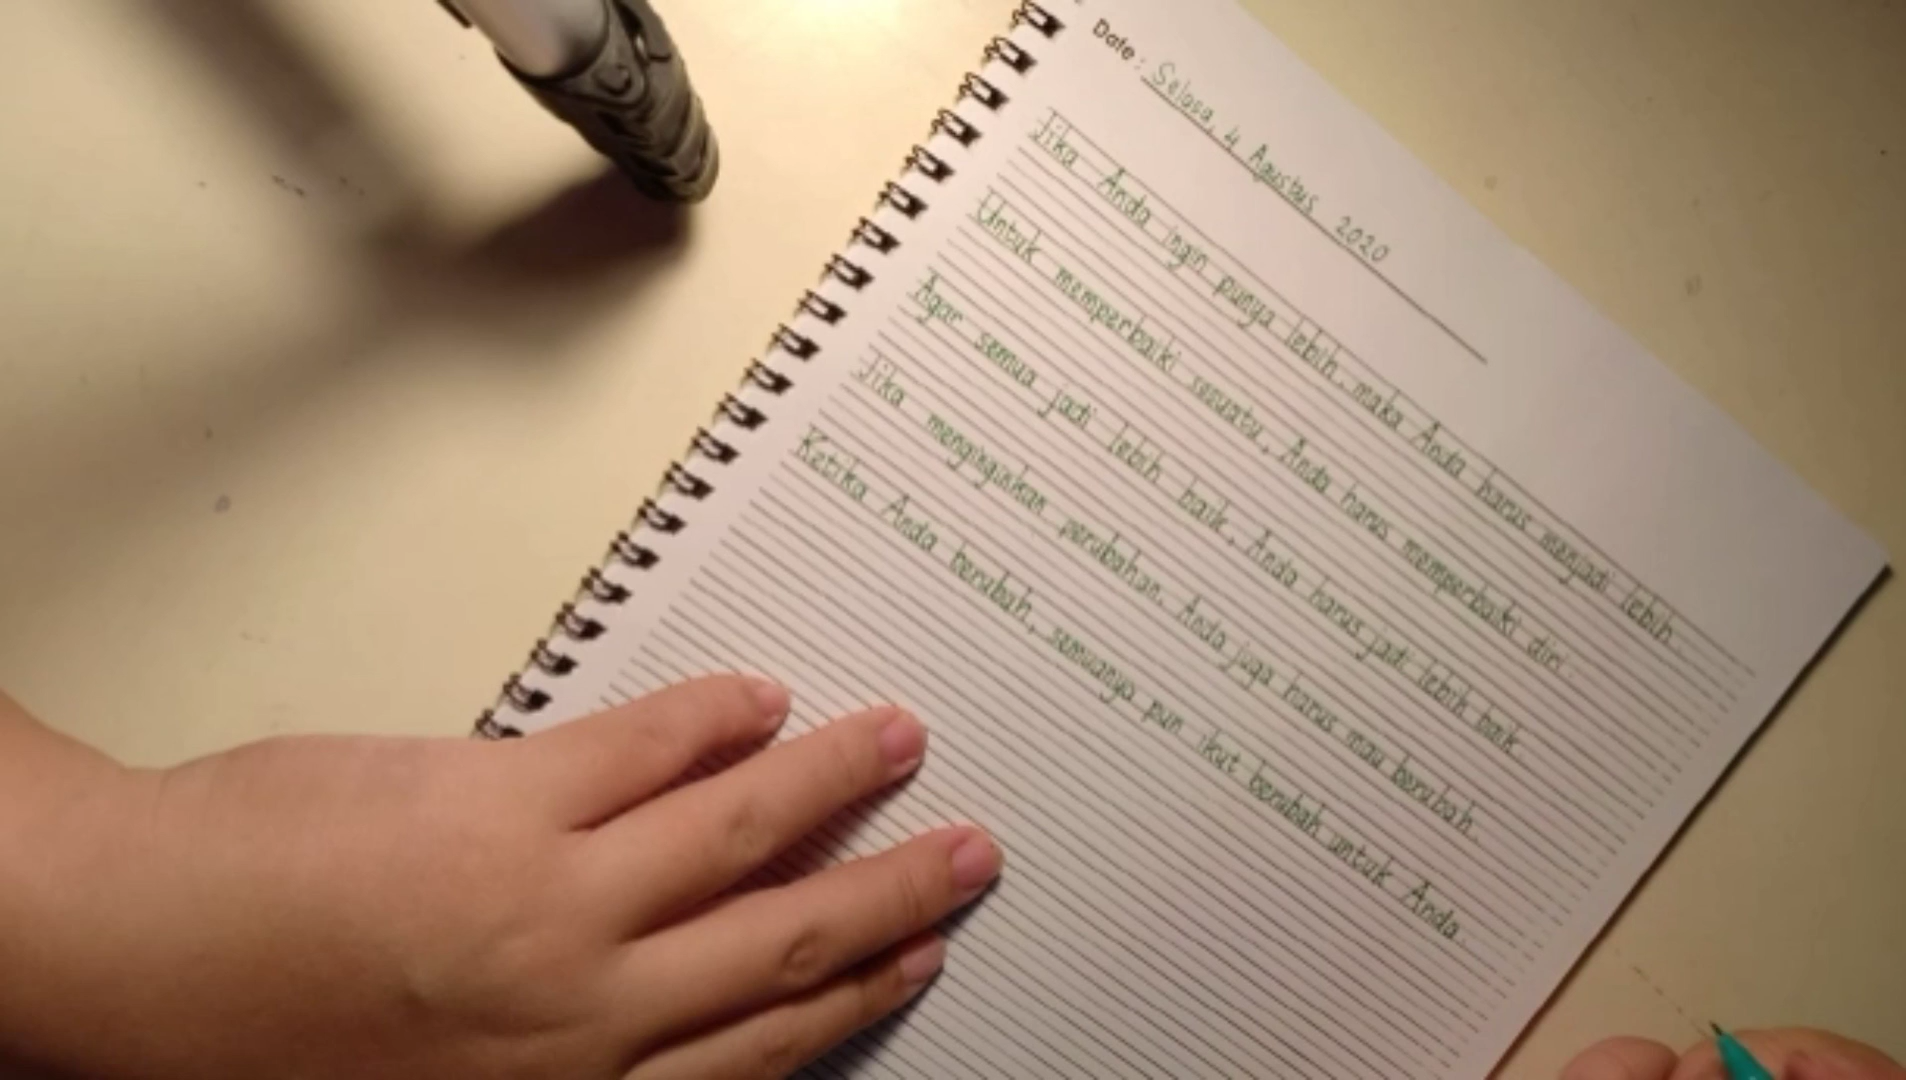 Date : Selasa, 4 Agustus 2020
Jika Anda ingin punya lebih, maka Anda harus menjadi lebih.
Untuk memperbaiki sesuatu, Anda harus memperbaiki diri.
Agar semua jadi lebih baik, Anda harus jadi lebih baik.
Jika menginginkan perubahan, Anda juga harus mau berubah.
Ketika Anda berubah, semuanya pun ikut berubah untuk Anda.